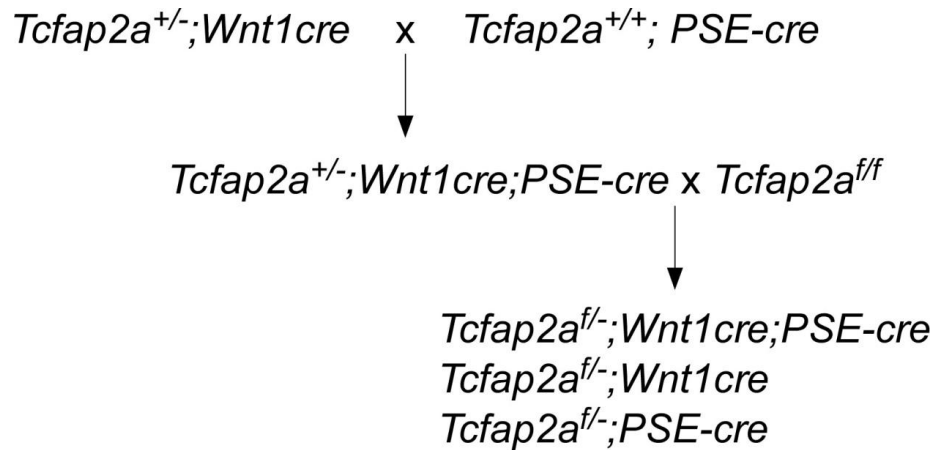 Tcfap2a+/-;Wnt1cre x Tcfap2a+/+; PSE-cre
Tcfap2a+/-;Wnt1cre;PSE-cre x Tcfap2af/f
Tcfap2af/-;Wnt1cre;PSE-cre
Tcfap2af/-;Wnt1cre
Tcfap2af/-;PSE-cre